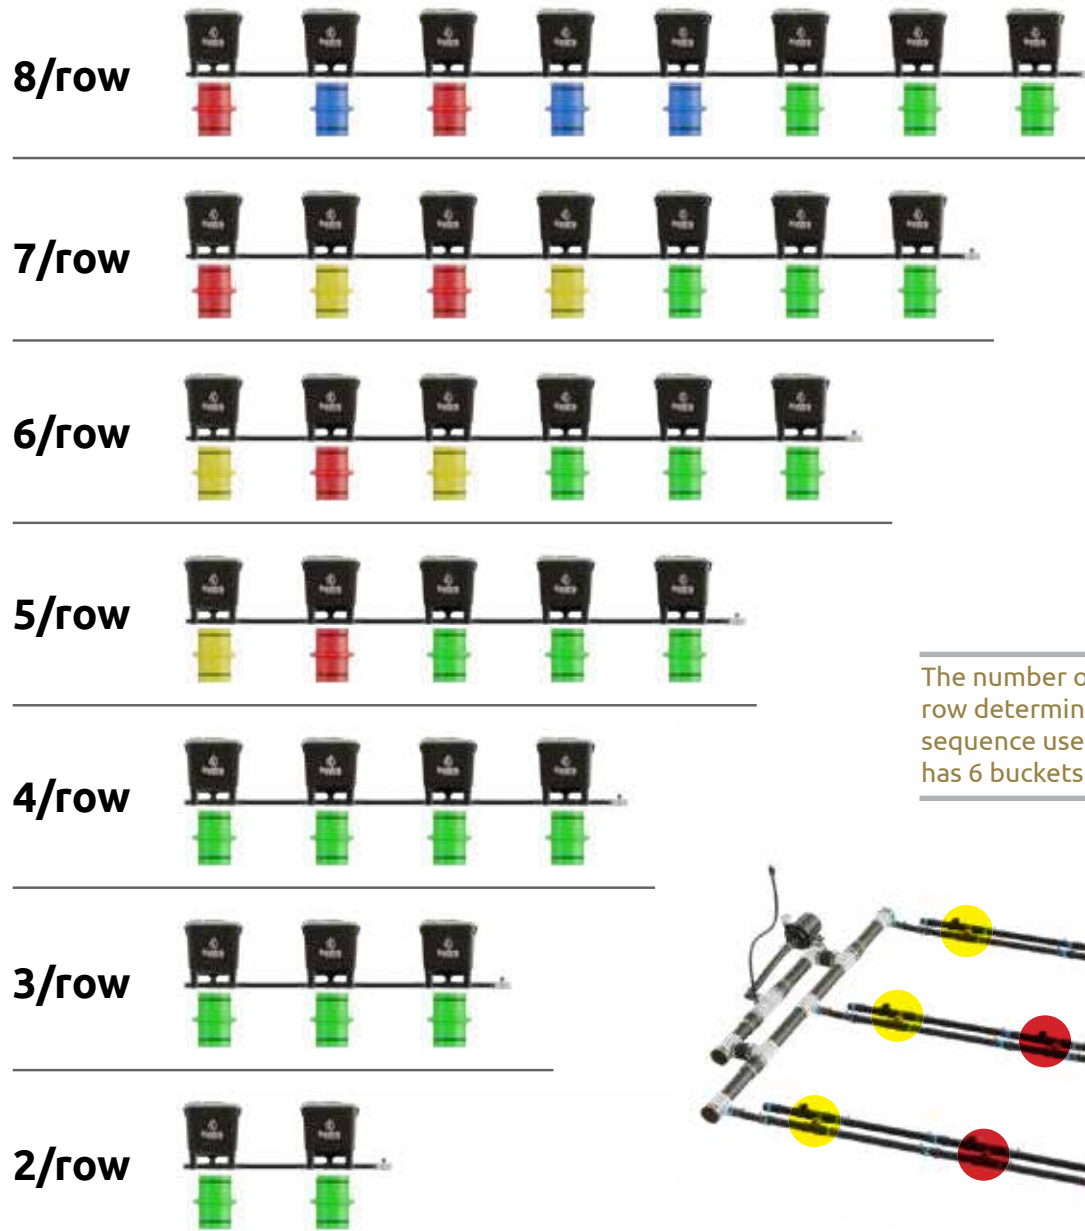 8/row
7/row
6/row
5/row
The number o
row determin
sequence use
has 6 buckets
4/row
3/row
2/row